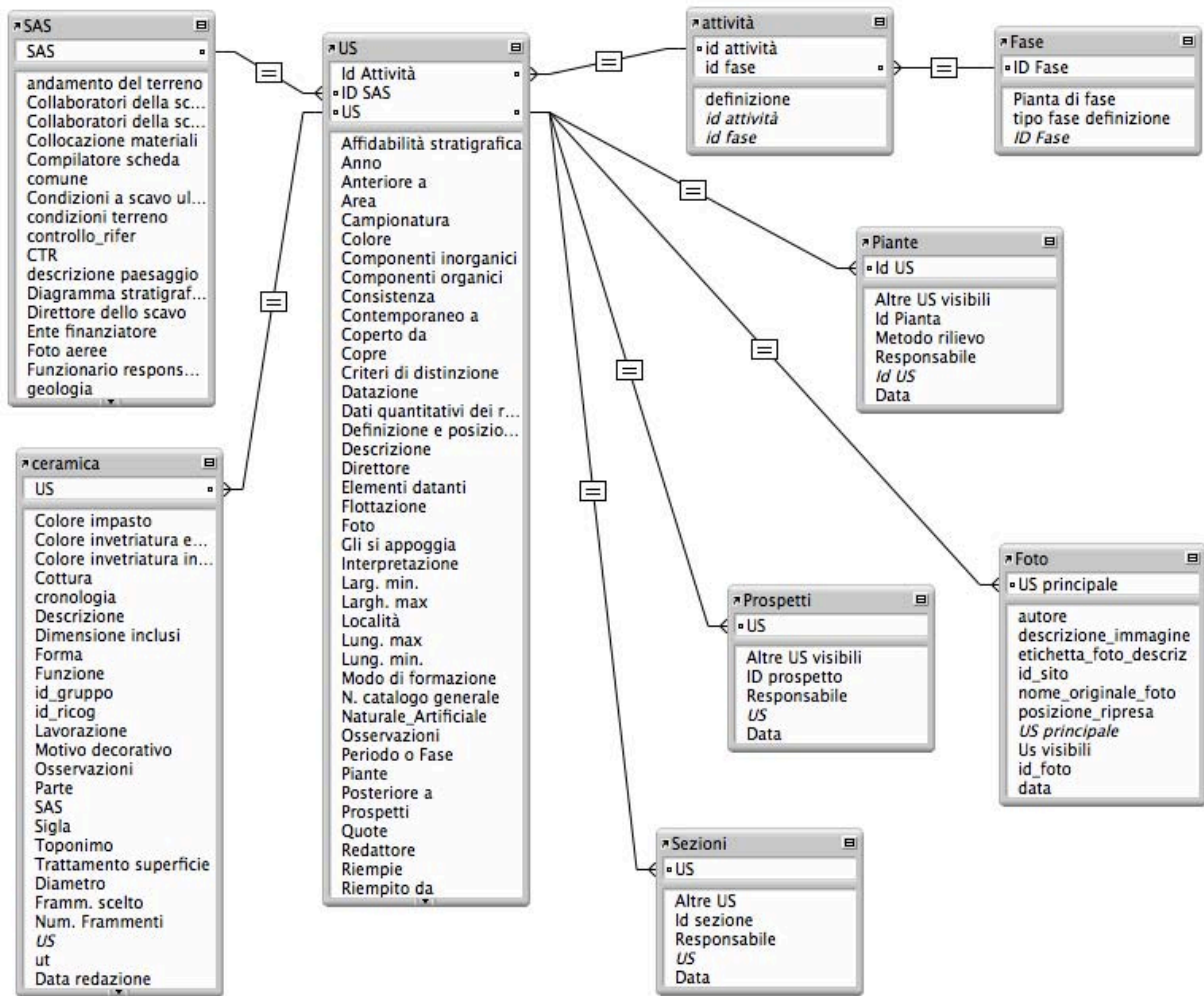 SAS
SAS
andamento del terreno
Collaboratori della sc...
Collaboratori della sc...
Collocazione materiali
Compilatore scheda
comune
Condizioni a scavo ul...
condizioni terreno
controllo_rifer
CTR
descrizione paesaggio
Diagramma stratigraf...
Direttore dello scavo
Ente finanziatore
Foto aeree
Funzionario respons...
geologia
ceramica
US
Colore impasto
Colore invetriatura e...
Colore invetriatura in...
Cottura
cronologia
Descrizione
Dimensione inclusi
Forma
Funzione
id_gruppo
id_ricog
Lavorazione
Motivo decorativo
Osservazioni
Parte
SAS
Sigla
Toponimo
Trattamento superficie
Diametro
Framm. scelto
Num. Frammenti
US
ut
Data redazione
US
Id Attività
ID SAS
US
Affidabilità stratigrafica
Anno
Anteriore a
Area
Campionatura
Colore
Componenti inorganici
Componenti organici
Consistenza
Contemporaneo a
Coperto da
Copre
Criteri di distinzione
Datazione
Dati quantitativi dei r...
Definizione e posizio...
Descrizione
Direttore
Elementi datanti
Flottazione
Foto
Gli si appoggia
Interpretazione
Larg. min.
Largh. max
Località
Lung. max
Lung. min.
Modo di formazione
N. catalogo generale
Naturale_Artificiale
Osservazioni
Periodo o Fase
Piante
Posteriore a
Prospetti
Quote
Redattore
Riempie
Riempito da
attività
id attività
id fase
definizione
id attività
id fase
Fase
ID Fase
Pianta di fase
tipo fase definizione
ID Fase
Piante
Id US
Altre US visibili
Id Pianta
Metodo rilievo
Responsabile
Id US
Data
Foto
US principale
autore
descrizione_immagine
etichetta_foto_descriz
id_sito
nome_originale_foto
posizione_ripresa
US principale
Us visibili
id_foto
data
Prospetti
US
Altre US visibili
ID prospetto
Responsabile
US
Data
Sezioni
US
Altre US
Id sezione
Responsabile
US
Data